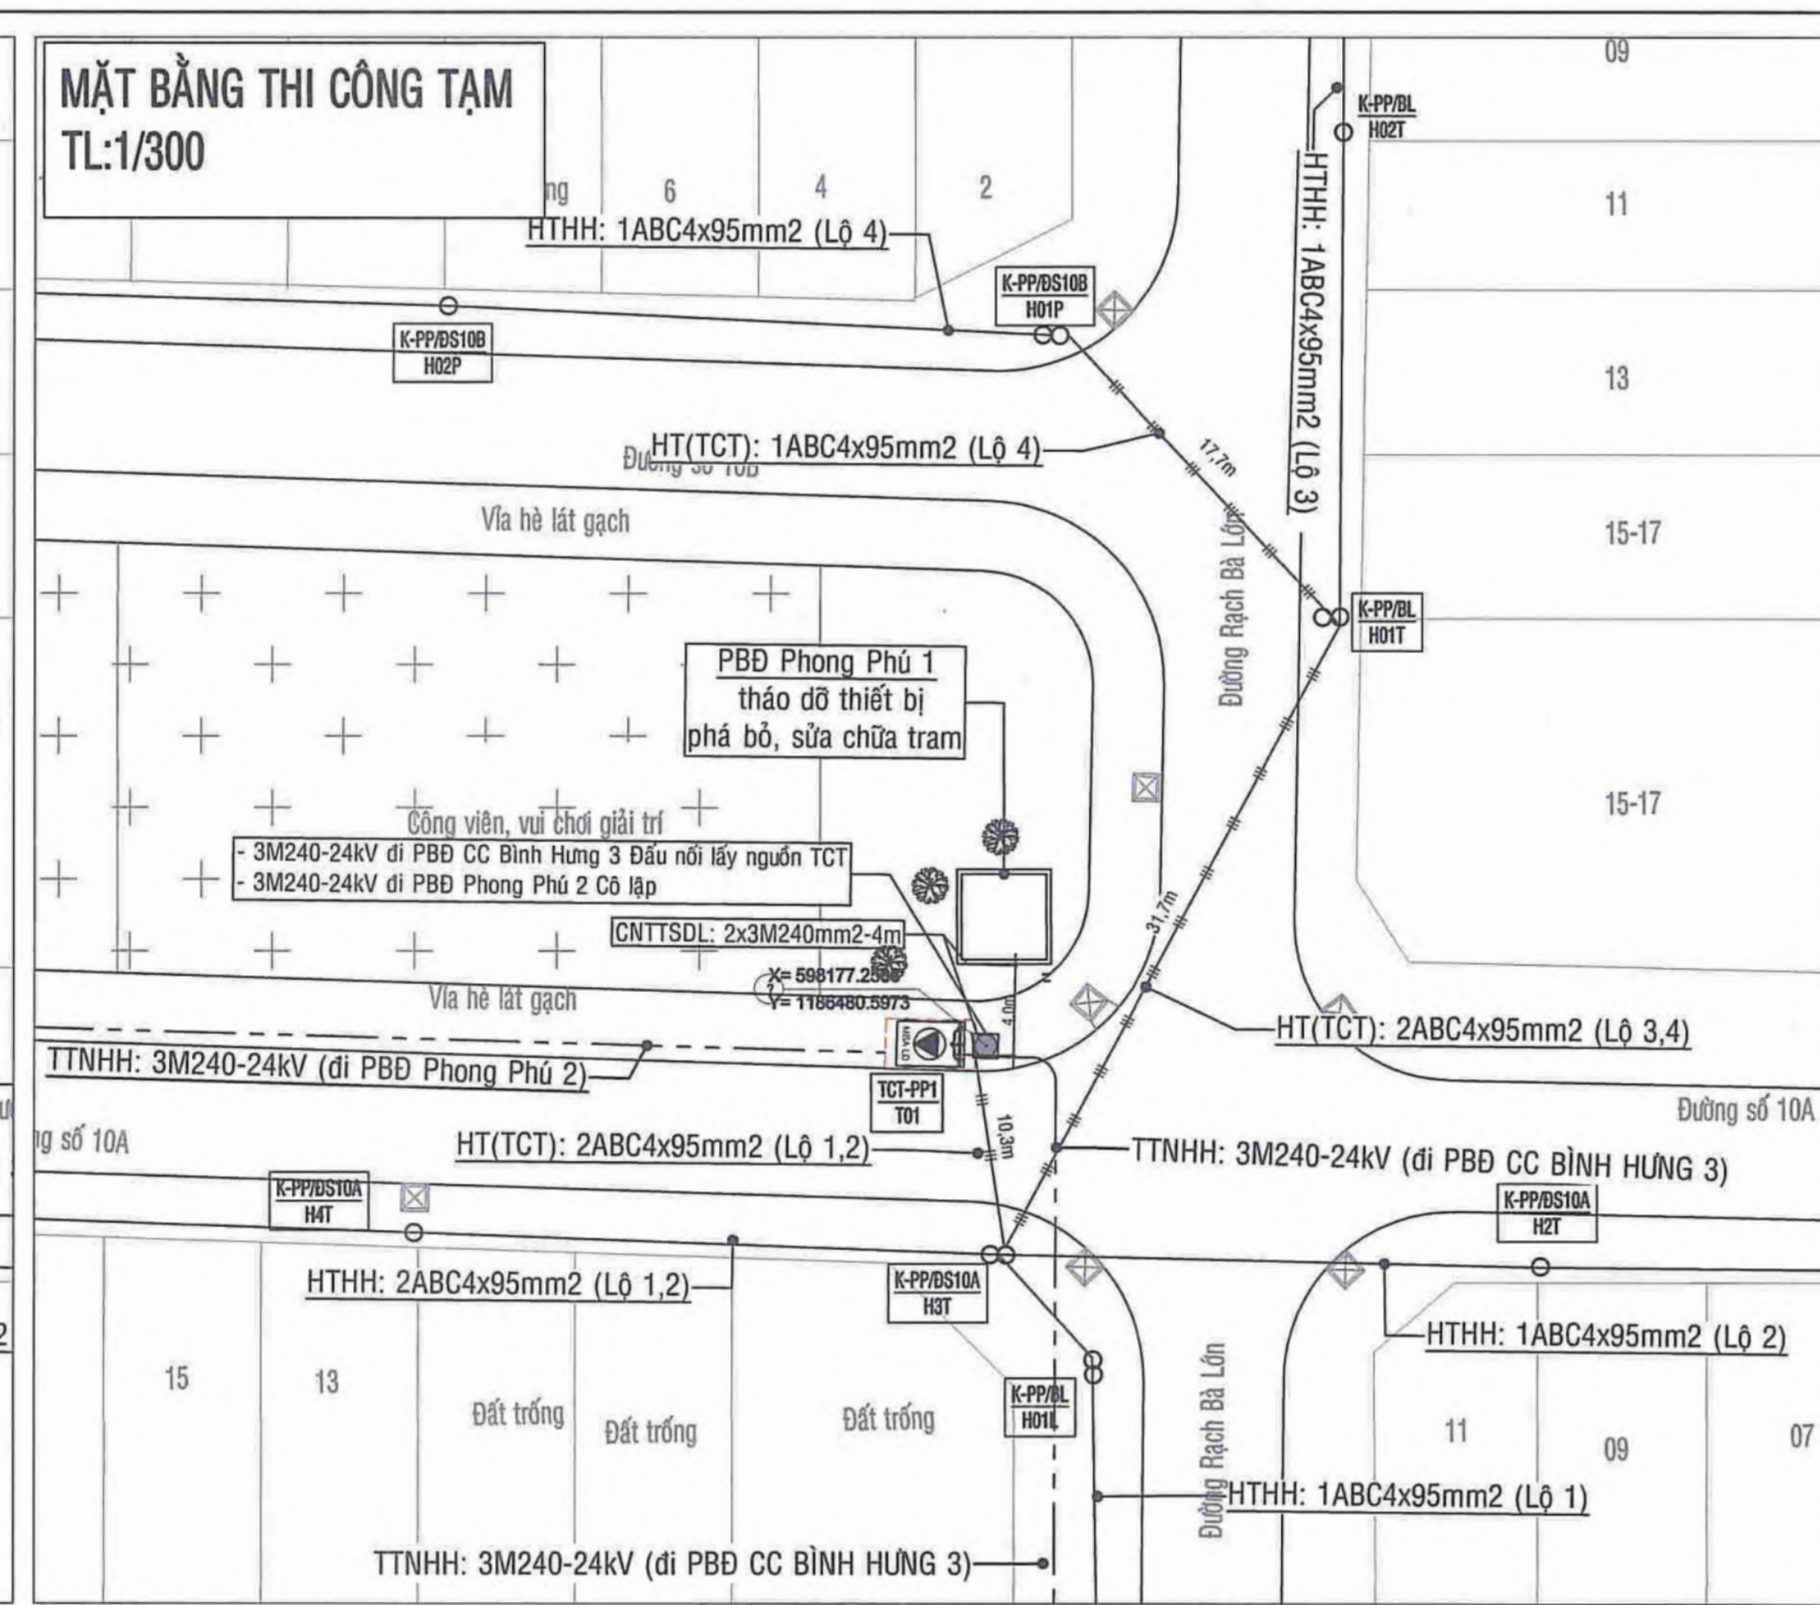 MẶT BẰNG THI CÔNG TẠM
TL:1/300
ng
6
4
2
09
K-PP/BL
H02T
HTHH: 1ABC4x95mm2 (Lộ 3)
11
HTHH: 1ABC4x95mm2 (Lộ 4)
K-PP/ĐS10B
H01P
K-PP/ĐS10B
H02P
13
HT(TCT): 1ABC4x95mm2 (Lộ 4)
17,7m
Đường số 10B
Vỉa hè lát gạch
Đường Rạch Bà Lớn
15-17
K-PP/BL
H01T
PBĐ Phong Phú 1
tháo dỡ thiết bị
phá bỏ, sửa chữa trạm
15-17
Công viên, vui chơi giải trí
- 3M240-24kV đi PBĐ CC Bình Hưng 3 Đấu nối lấy nguồn TCT
- 3M240-24kV đi PBĐ Phong Phú 2 Cô lập
CNTTSDL: 2x3M240mm2-4m
31,7m
Y= 1186480.5973
Vỉa hè lát gạch
4.0m
HT(TCT): 2ABC4x95mm2 (Lộ 3,4)
TTNHH: 3M240-24kV (đi PBĐ Phong Phú 2)
TCT-PP1
T01
Đường số 10A
ng số 10A
10,3m
HT(TCT): 2ABC4x95mm2 (Lộ 1,2)
TTNHH: 3M240-24kV (đi PBĐ CC BÌNH HƯNG 3)
K-PP/ĐS10A
H4T
K-PP/ĐS10A
H2T
HTHH: 2ABC4x95mm2 (Lộ 1,2)
K-PP/ĐS10A
H3T
HTHH: 1ABC4x95mm2 (Lộ 2)
15
13
Đất trống
Đất trống
Đất trống
K-PP/BL
H01L
Đường Rạch Bà Lớn
11
09
07
HTHH: 1ABC4x95mm2 (Lộ 1)
TTNHH: 3M240-24kV (đi PBĐ CC BÌNH HƯNG 3)